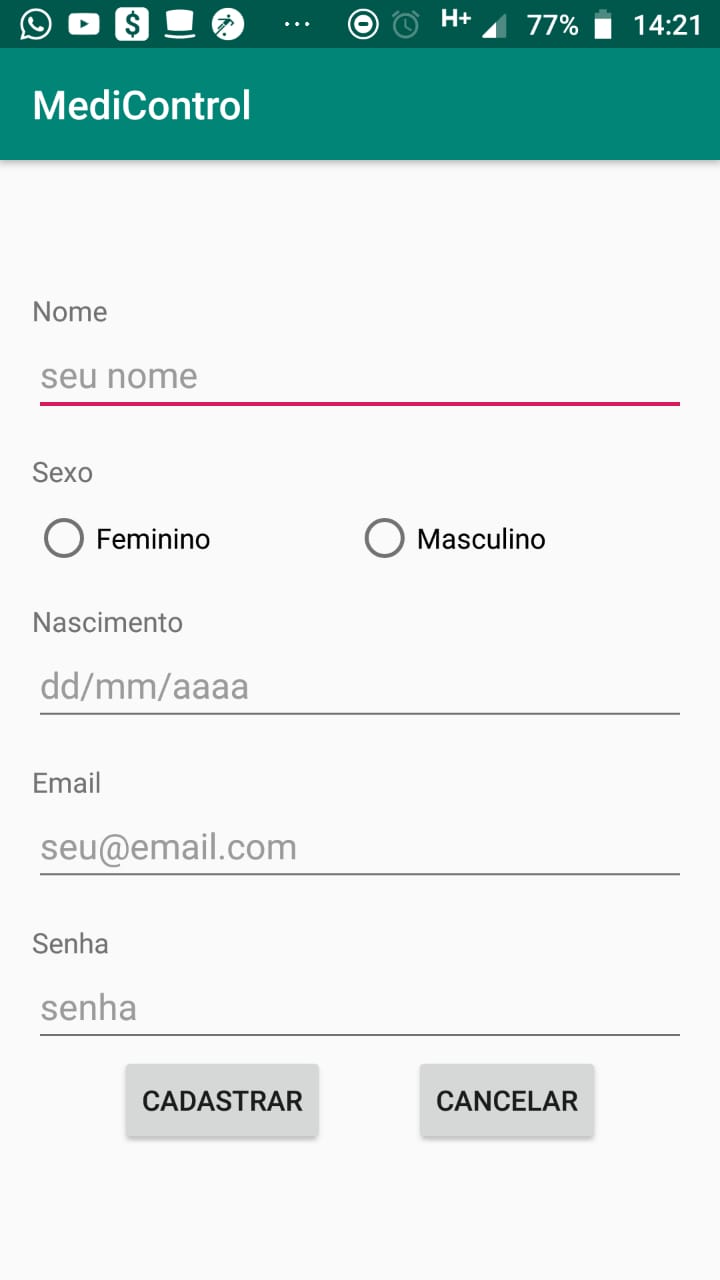 H+ 77% 14:21
MediControl
Nome
seu nome
Sexo
Feminino Masculino
Nascimento
dd/mm/aaaa
Email
seu@email.com
Senha
senha
CADASTRAR CANCELAR